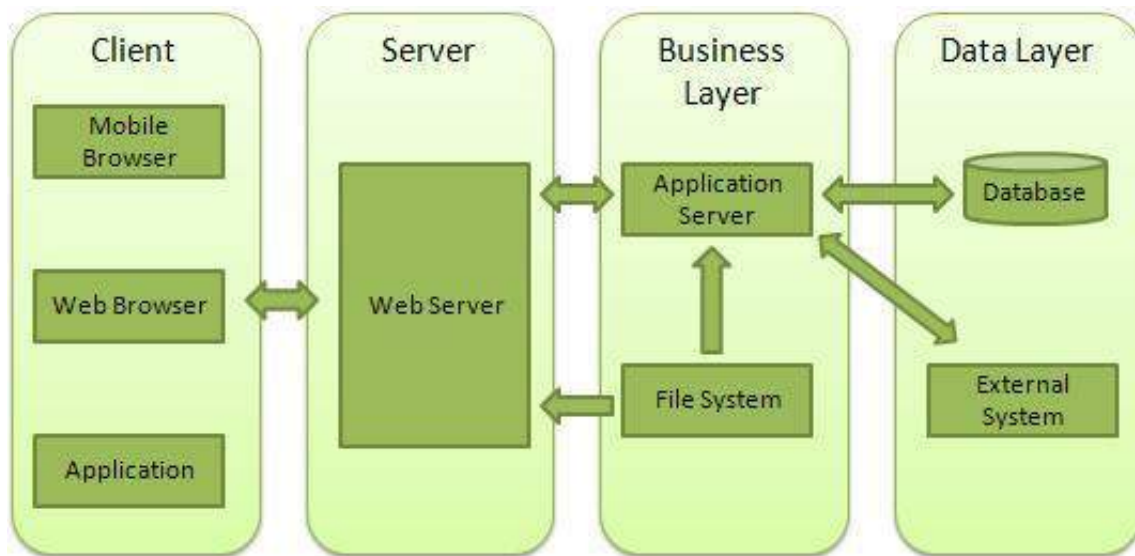 Client
Mobile
Browser
Web Browser
Application
Server
Web Server
Business
Layer
Application
Server
File System
Data Layer
Database
External
System